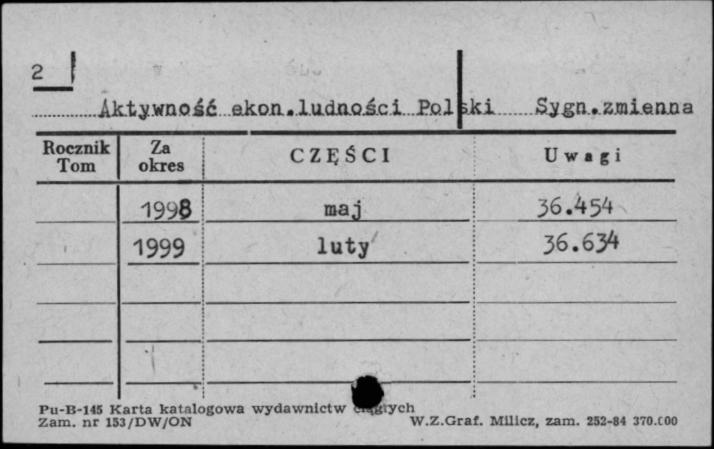 2
Aktywność ekon.ludności Polski Sygn.zmienna
Rocznik Tom Za okres CZĘŚCI Uwagi
1998 maj 36.454
1999 luty 36.634
Pu-B-145 Karta katalogowa wydawnictw ciągłych
Zam. nr 153/DW/ON W.Z.Graf. Milicz, zam. 252-84 370.000